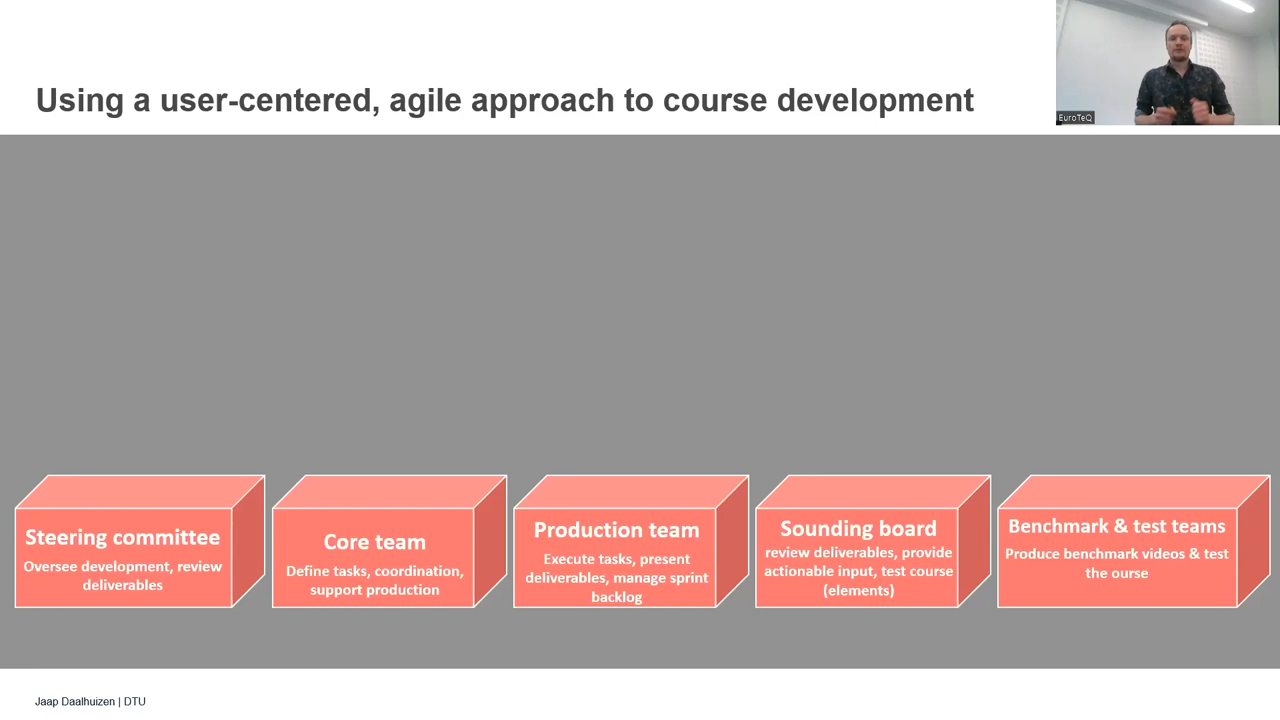 Using a user-centered, agile approach to course development
EuroTeQ
Steering committee
Oversee development, review
deliverables
Core team
Define tasks, coordination,
support production
Production team
Execute tasks, present
deliverables, manage sprint
backlog
Sounding board
review deliverables, provide
actionable input, test course
(elements)
Benchmark & test teams
Produce benchmark videos & test
the ourse
Jaap Daalhuizen | DTU